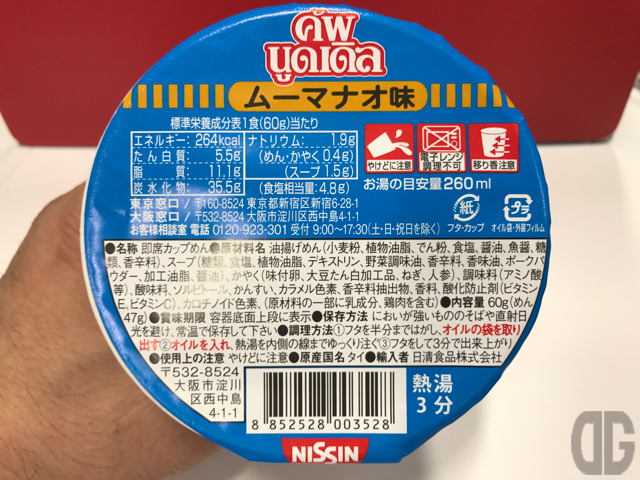 คัพ
นูดเดิล
ムーマナオ味
標準栄養成分表1食(60g)当たり
エネルギー: 264kcal ナトリウム: 1.9g
たん白質: 5.5g (めん・かやく 0.4g)
脂質: 11.1g (スープ 1.5g)
炭水化物: 35.5g (食塩相当量: 4.8g)
やけどに注意
電子レンジ調理不可
移り香注意
お湯の目安量260ml
東京窓口/ 〒160-8524 東京都新宿区新宿6-28-1
大阪窓口/ 〒532-8524 大阪市淀川区西中島4-1-1
お客様相談室 電話 0120-923-301 受付 9:00〜17:30(土・日・祝日を除く)
紙
フタ・カップ
プラ
オイル袋・外装フィルム
●名称 即席カップめん●原材料名 油揚げめん(小麦粉、植物油脂、でん粉、食塩、醤油、魚醤、糖
類、香辛料)、スープ(糖類、食塩、植物油脂、デキストリン、野菜調味油、香辛料、香味油、ポークパ
ウダー、加工油脂、醤油)、かやく(味付卵、大豆たん白加工品、ねぎ、人参)、調味料(アミノ酸
等)、酸味料、ソルビトール、かんすい、カラメル色素、香辛料抽出物、香料、酸化防止剤(ビタミン
E、ビタミンC)、カロチノイド色素、(原材料の一部に乳成分、鶏肉を含む)●内容量 60g(めん
47g)●賞味期限 容器底面上段に表示●保存方法 においが強いもののそばや直射日
光を避け、常温で保存して下さい●調理方法①フタを半分まではがし、オイルの袋を取り
出す②オイルを入れ、熱湯を内側の線までゆっくり注ぐ③フタをして3分で出来上がり
●使用上の注意 やけどに注意●原産国名 タイ●輸入者 日清食品株式会社
〒532-8524
大阪市淀川
区西中島
4-1-1
8 852528 003528
熱湯
3分
NISSIN
DG